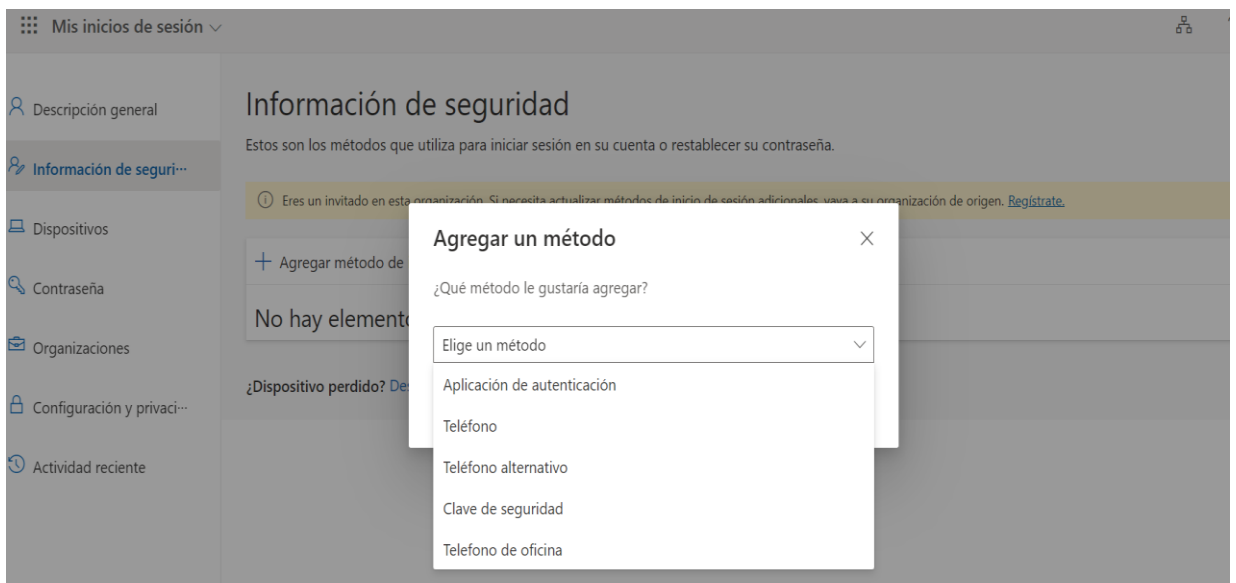 Mis inicios de sesión
Descripción general
Información de seguri...
Dispositivos
Contraseña
Organizaciones
Configuración y privaci...
Actividad reciente
Información de seguridad
Estos son los métodos que utiliza para iniciar sesión en su cuenta o restablecer su contraseña.
Eres un invitado en esta organización. Si necesita actualizar métodos de inicio de sesión adicionales, vaya a su organización de origen. Regístrate.
Agregar método de
No hay elemento
¿Dispositivo perdido? De
Agregar un método
¿Qué método le gustaría agregar?
Elige un método
Aplicación de autenticación
Teléfono
Teléfono alternativo
Clave de seguridad
Telefono de oficina